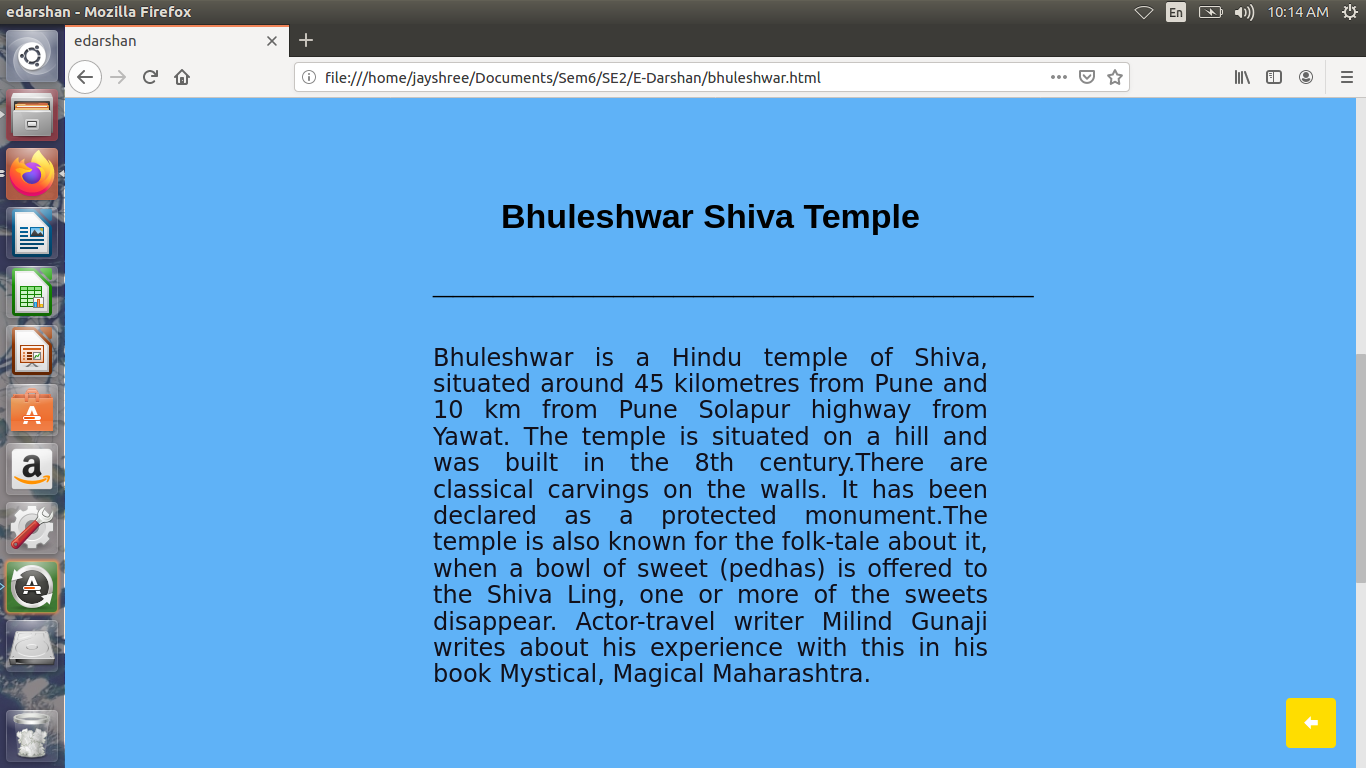 edarshan - Mozilla Firefox
En
10:14 AM
edarshan
file:///home/jayshree/Documents/Sem6/SE2/E-Darshan/bhuleshwar.html
Bhuleshwar Shiva Temple
Bhuleshwar is a Hindu temple of Shiva,
situated around 45 kilometres from Pune and
10 km from Pune Solapur highway from
Yawat. The temple is situated on a hill and
was built in the 8th century.There are
classical carvings on the walls. It has been
declared as a protected monument.The
temple is also known for the folk-tale about it,
when a bowl of sweet (pedhas) is offered to
the Shiva Ling, one or more of the sweets
disappear. Actor-travel writer Milind Gunaji
writes about his experience with this in his
book Mystical, Magical Maharashtra.